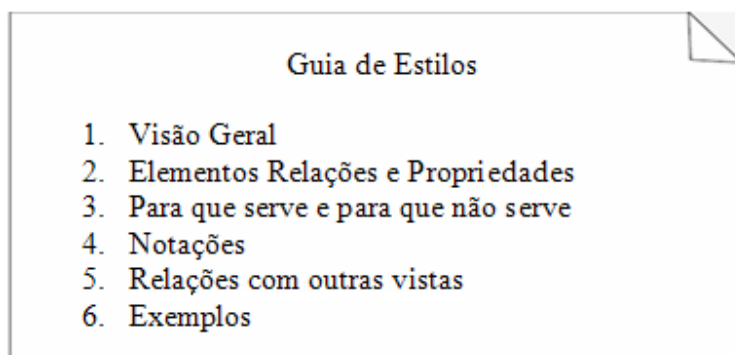 Guia de Estilos
1. Visão Geral
2. Elementos Relações e Propriedades
3. Para que serve e para que não serve
4. Notações
5. Relações com outras vistas
6. Exemplos